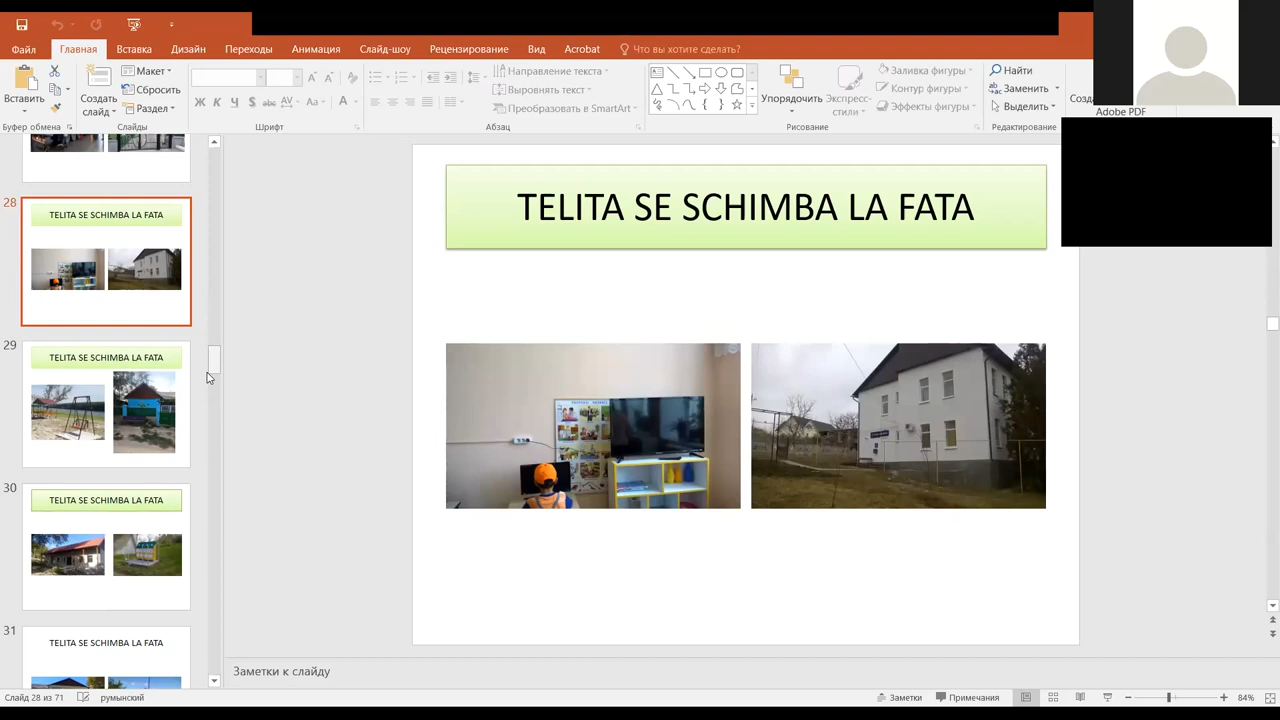 Файл Главная Вставка Дизайн Переходы Анимация Слайд-шоу Рецензирование Вид Acrobat Что вы хотите сделать?
Вставить
Создать слайд
Макет
Сбросить
Раздел
Ж К Ч S abc AV Aa А
Направление текста
Выровнять текст
Преобразовать в SmartArt
Упорядочить
Экспресс-стили
Заливка фигуры
Контур фигуры
Эффекты фигуры
Найти
Заменить
Выделить
Adobe PDF
Буфер обмена Слайды Шрифт Абзац Рисование Редактирование
28
TELITA SE SCHIMBA LA FATA
29
TELITA SE SCHIMBA LA FATA
30
TELITA SE SCHIMBA LA FATA
31
TELITA SE SCHIMBA LA FATA
TELITA SE SCHIMBA LA FATA
Заметки к слайду
Слайд 28 из 71 румынский Заметки Примечания 84%